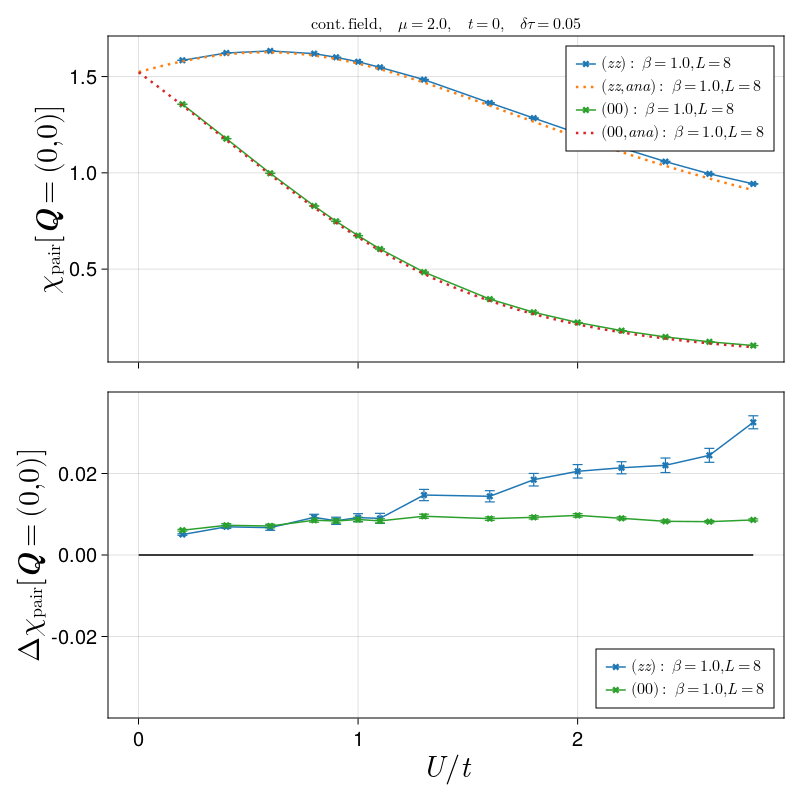 cont. field, μ = 2.0, t = 0, δτ = 0.05
χpair[Q = (0,0)]
1.5
1.0
0.5
(zz) : β = 1.0,L = 8
(zz,ana) : β = 1.0,L = 8
(00) : β = 1.0,L = 8
(00,ana) : β = 1.0,L = 8
Δχpair[Q = (0,0)]
0.02
0.00
-0.02
(zz) : β = 1.0,L = 8
(00) : β = 1.0,L = 8
0 1 2
U/t